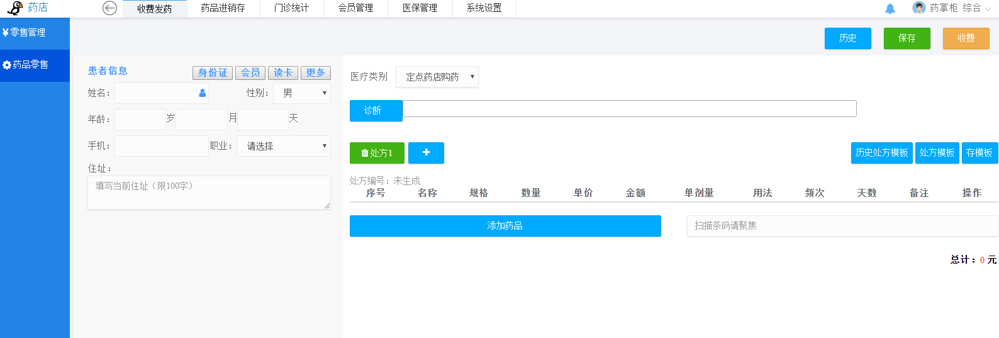 药店 收费发药 药品进销存 门诊统计 会员管理 医保管理 系统设置 药掌柜 综合
¥零售管理
药品零售
历史 保存 收费
患者信息 身份证 会员 读卡 更多
姓名： 性别： 男
年龄： 岁 月 天
手机： 职业： 请选择
住址：
填写当前住址（限100字）
医疗类别 定点药店购药
诊断
处方1 + 历史处方模板 处方模板 存模板
处方编号：未生成
序号 名称 规格 数量 单价 金额 单剂量 用法 频次 天数 备注 操作
添加药品 扫描条码请聚焦
总计：0 元